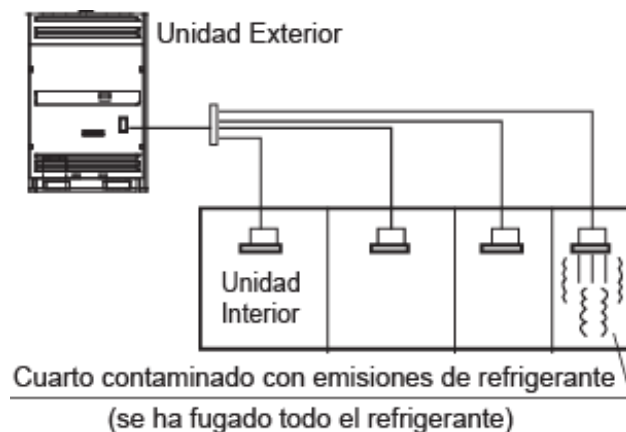 Unidad Exterior
Unidad
Interior
Cuarto contaminado con emisiones de refrigerante
(se ha fugado todo el refrigerante)